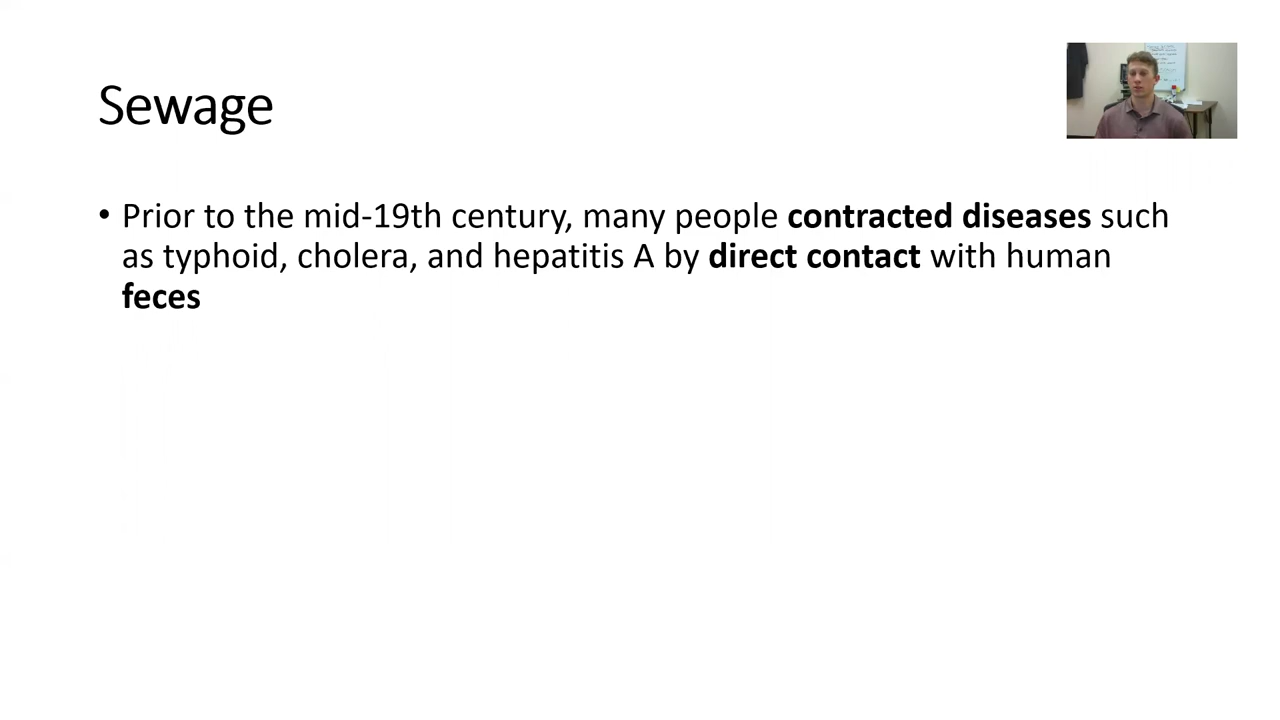 Sewage
• Prior to the mid-19th century, many people contracted diseases such
as typhoid, cholera, and hepatitis A by direct contact with human
feces